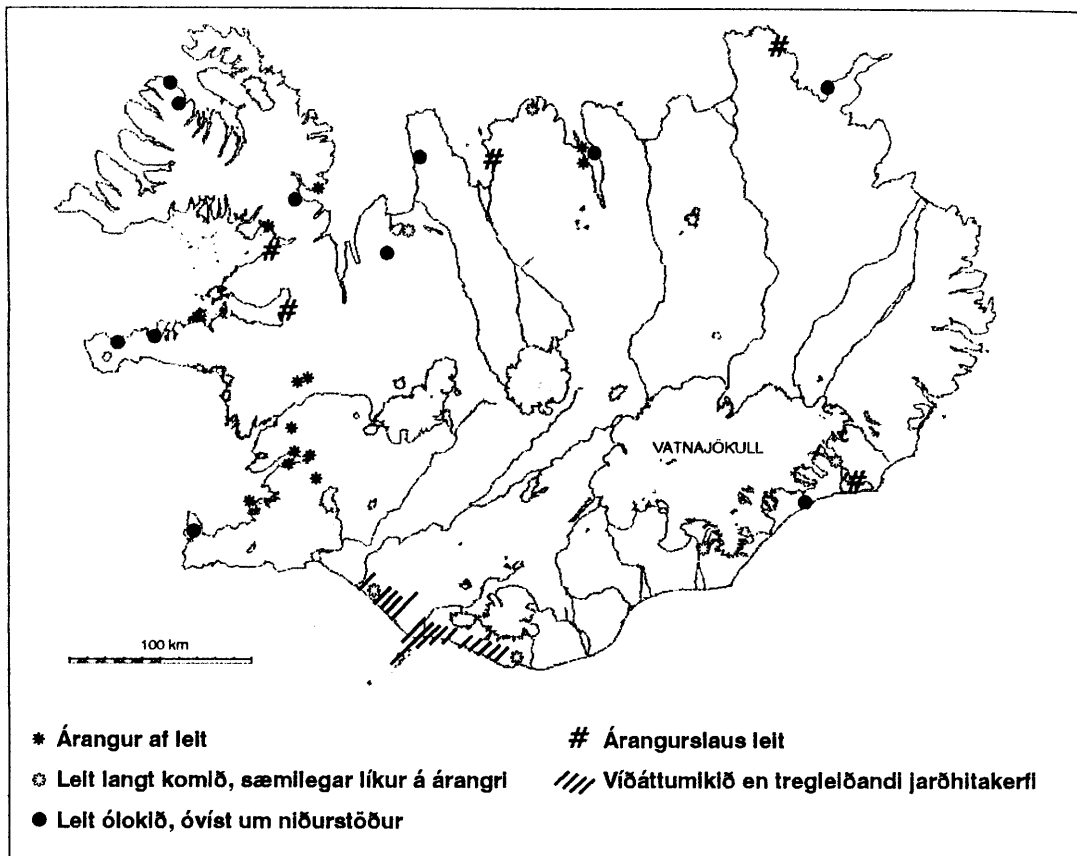 VATNAJÖKULL
100 km
* Árangur af leit
# Árangurslaus leit
Leit langt komið, sæmilegar líkur á árangri
Víðáttumikið en tregleiðandi jarðhitakerfi
● Leit ólokið, óvíst um niðurstöður